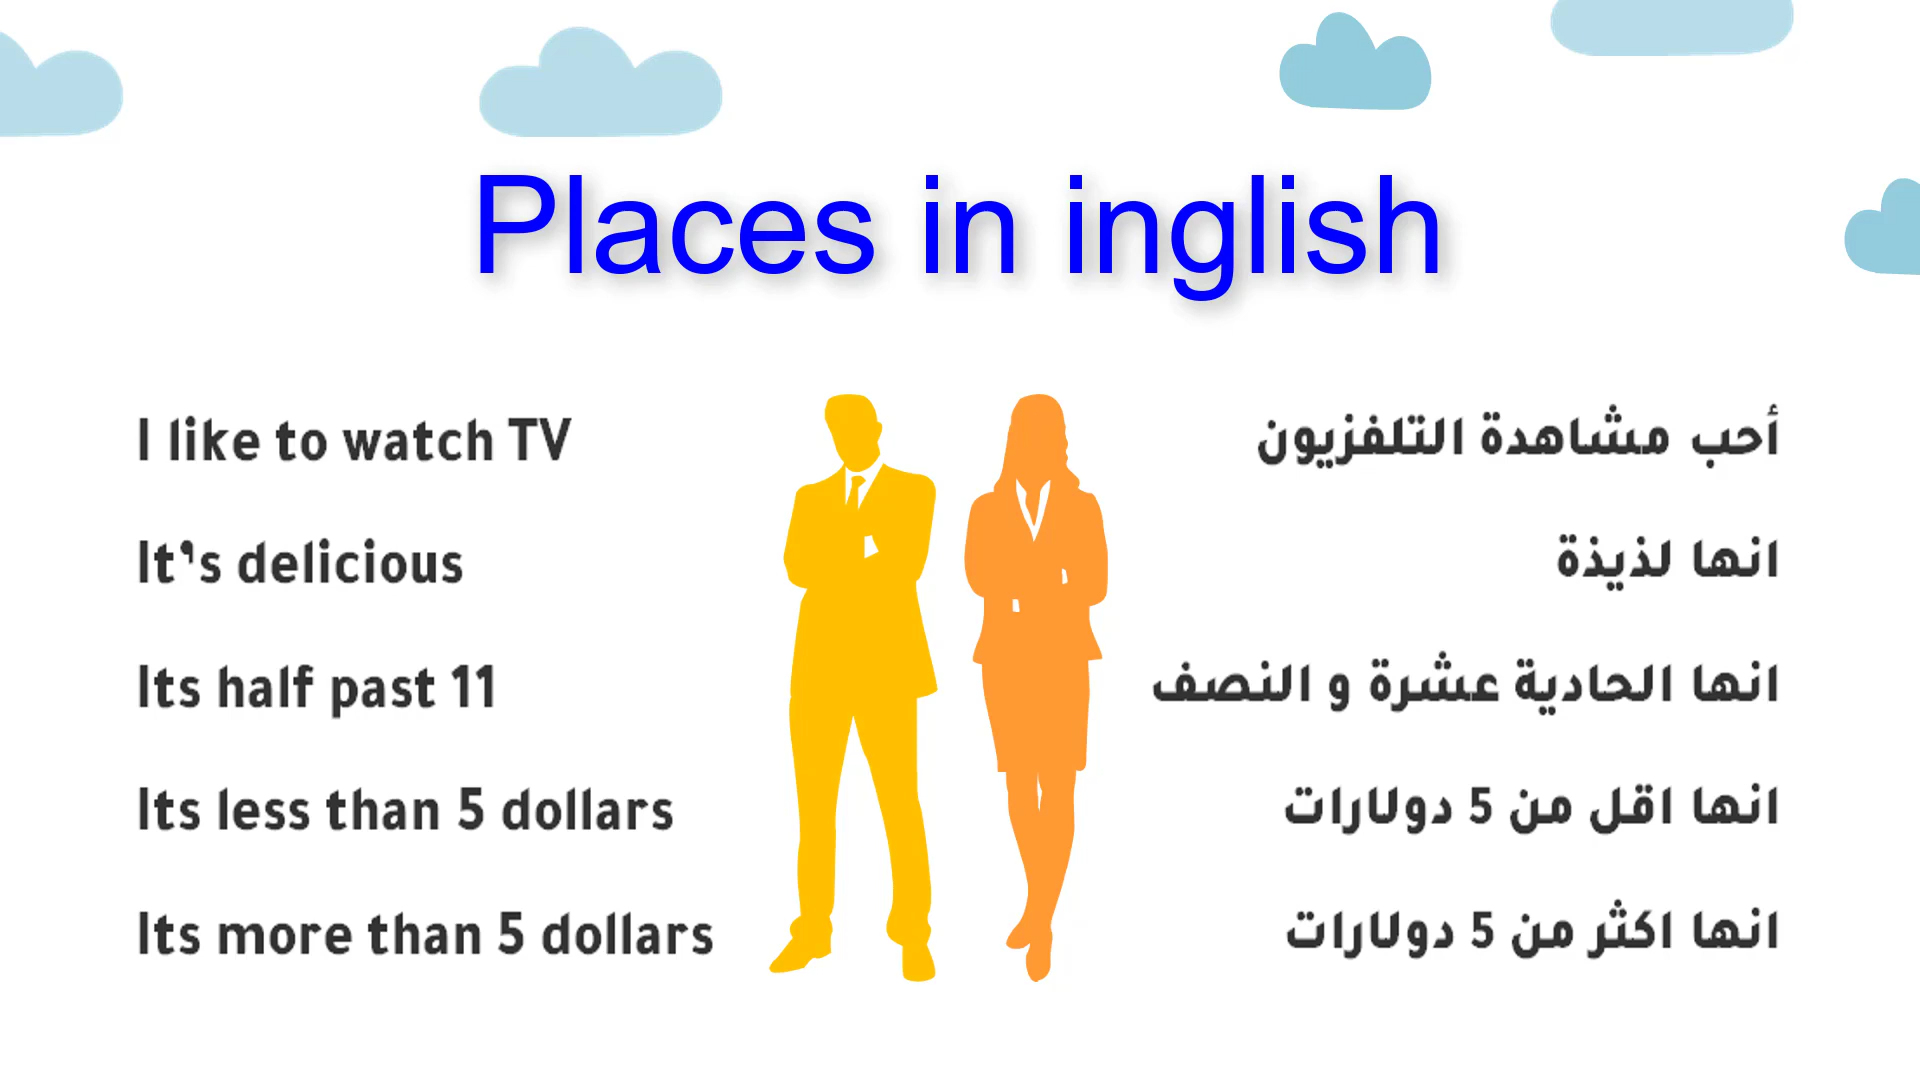 Places in inglish
I like to watch TV
أحب مشاهدة التلفزيون
It's delicious
انها لذيذة
Its half past 11
انها الحادية عشرة و النصف
Its less than 5 dollars
انها اقل من 5 دولارات
Its more than 5 dollars
انها اكثر من 5 دولارات